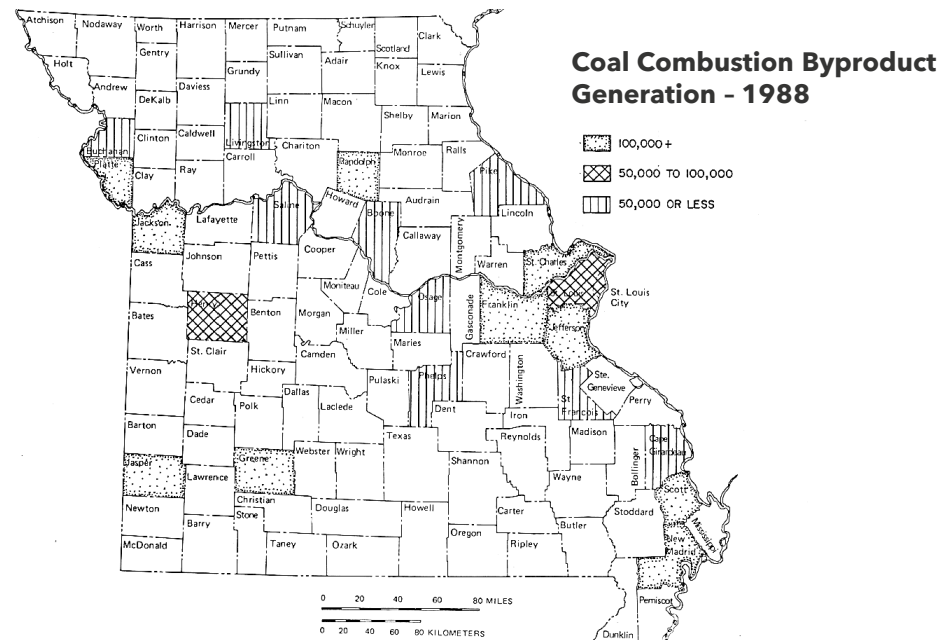 Coal Combustion Byproduct
Generation – 1988
100,000+
50,000 TO 100,000
50,000 OR LESS
Atchison
Nodaway
Worth
Harrison
Mercer
Putnam
Schuyler
Scotland
Clark
Holt
Gentry
Sullivan
Adair
Knox
Lewis
Andrew
DeKalb
Daviess
Grundy
Linn
Macon
Shelby
Marion
Buchanan
Clinton
Caldwell
Livingston
Chariton
Randolph
Monroe
Ralls
Pike
Platte
Clay
Ray
Carroll
Saline
Howard
Boone
Audrain
Lincoln
Jackson
Lafayette
Cooper
Callaway
Montgomery
Warren
St. Charles
St. Louis
City
Cass
Johnson
Pettis
Moniteau
Cole
Osage
Gasconade
Franklin
Jefferson
Bates
Benton
Morgan
Miller
Maries
St. Clair
Camden
Crawford
Washington
Ste.
Genevieve
Vernon
Hickory
Pulaski
Phelps
St
Francois
Perry
Cedar
Polk
Dallas
Laclede
Dent
Iron
Madison
Barton
Dade
Texas
Reynolds
Bollinger
Cape
Girardeau
Jasper
Greene
Webster
Wright
Shannon
Wayne
Scott
Lawrence
Christian
Newton
Stone
Douglas
Howell
Carter
Stoddard
Mississippi
Barry
Oregon
Butler
New
Madrid
McDonald
Taney
Ozark
Ripley
Pemiscot
Dunklin
0 20 40 60 80 MILES
0 20 40 60 80 KILOMETERS